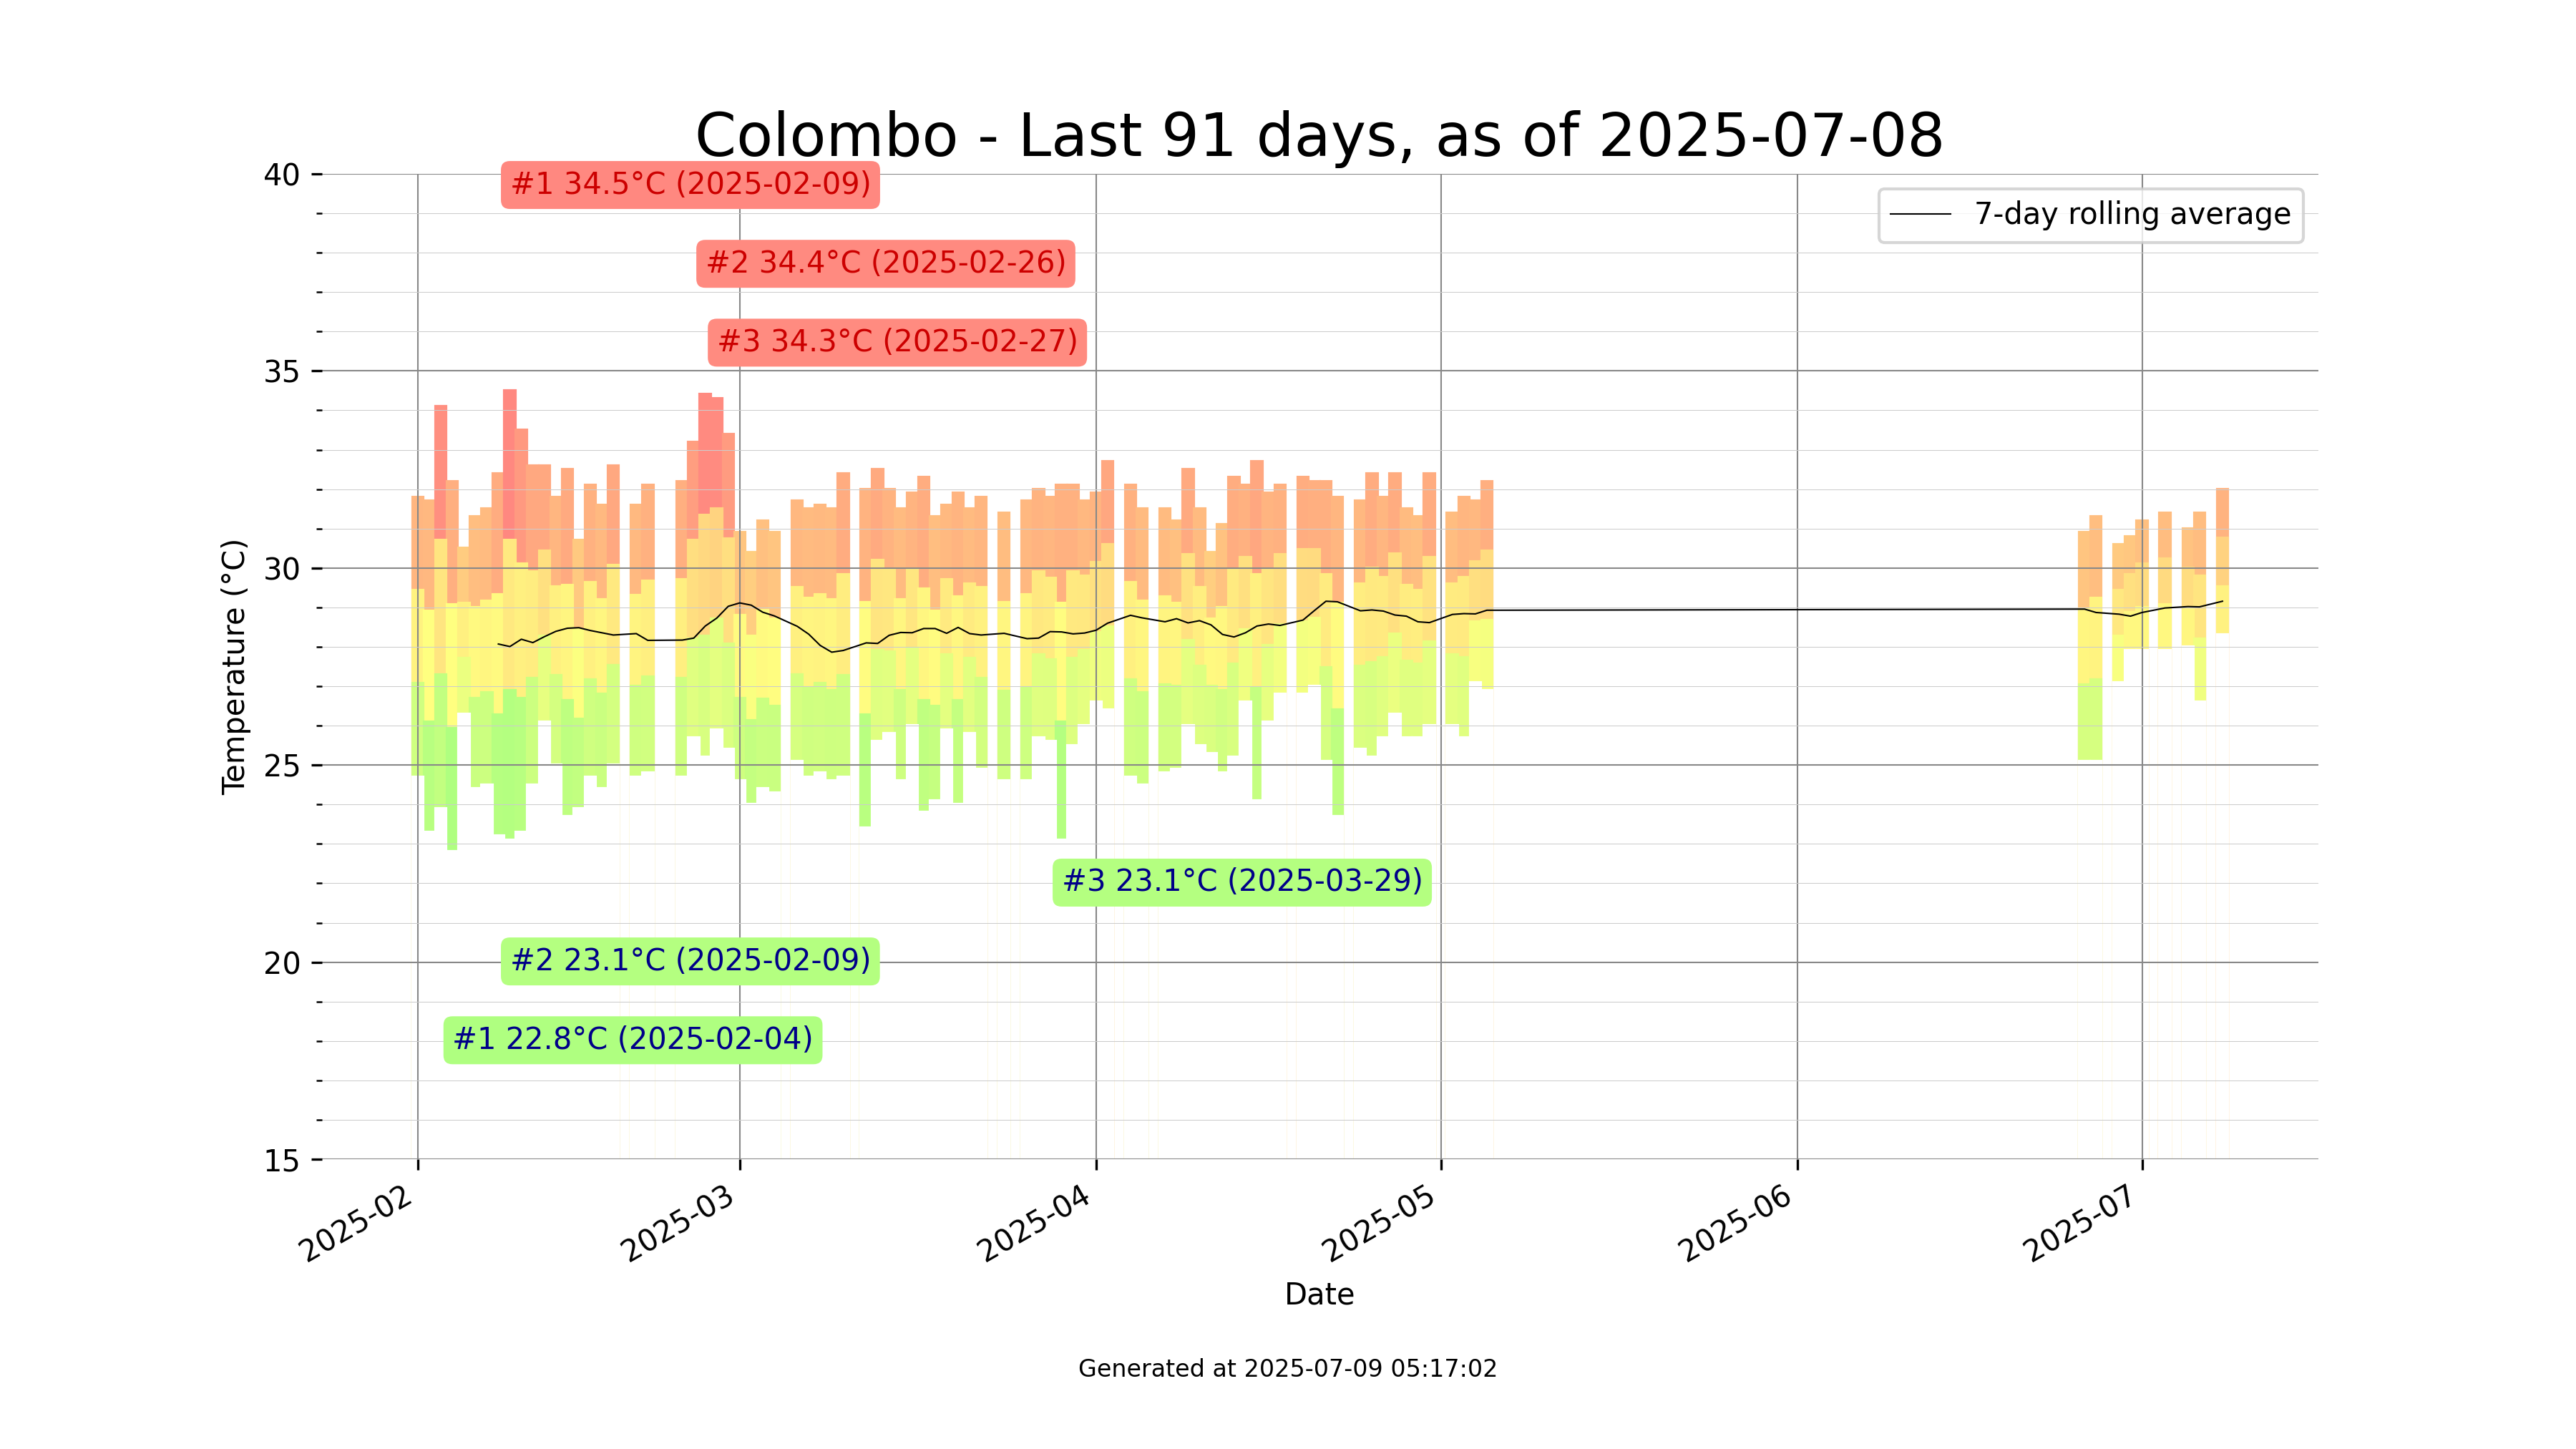 Colombo - Last 91 days, as of 2025-07-08
7-day rolling average
#1 34.5°C (2025-02-09)
#2 34.4°C (2025-02-26)
#3 34.3°C (2025-02-27)
#3 23.1°C (2025-03-29)
#2 23.1°C (2025-02-09)
#1 22.8°C (2025-02-04)
Temperature (°C)
40
35
30
25
20
15
2025-02
2025-03
2025-04
2025-05
2025-06
2025-07
Date
Generated at 2025-07-09 05:17:02